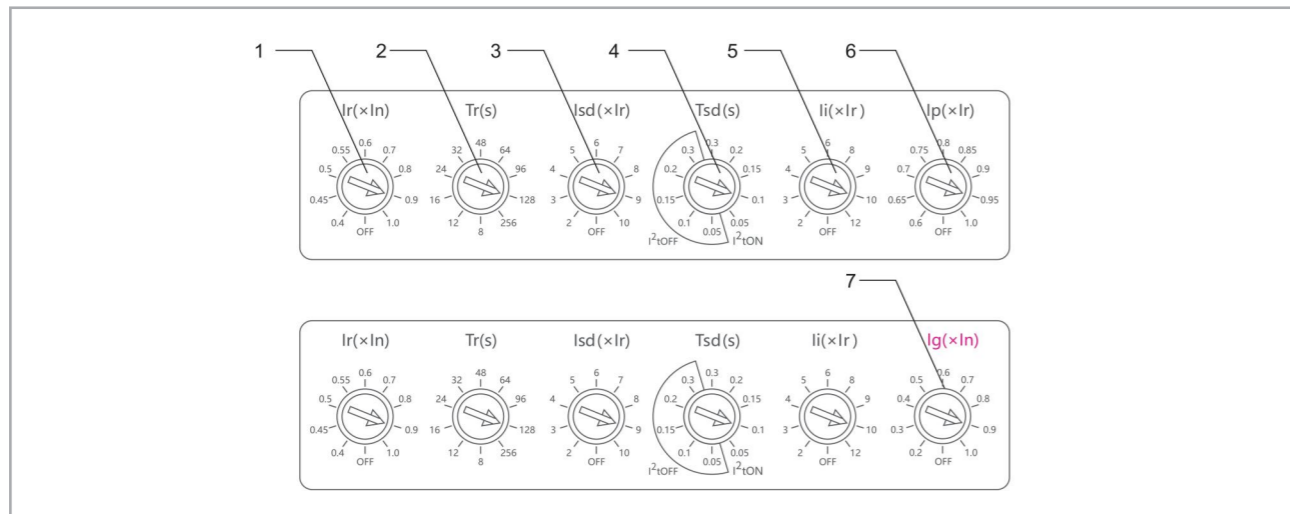 1 2 3 4 5 6
Ir(×In) Tr(s) Isd(×Ir) Tsd(s) Ii(×Ir) Ip(×Ir)
0.4 0.45 0.5 0.55 0.6 0.7 0.8 0.9 1.0 OFF
12 16 24 32 48 64 96 128 256 8
2 3 4 5 6 7 8 9 10 OFF
0.1 0.15 0.2 0.3 0.3 0.2 0.15 0.1 0.05 0.05
I²tOFF I²tON
2 3 4 5 6 8 9 10 12 OFF
0.6 0.65 0.7 0.75 0.8 0.85 0.9 0.95 1.0 OFF
7
Ir(×In) Tr(s) Isd(×Ir) Tsd(s) Ii(×Ir) Ig(×In)
0.4 0.45 0.5 0.55 0.6 0.7 0.8 0.9 1.0 OFF
12 16 24 32 48 64 96 128 256 8
2 3 4 5 6 7 8 9 10 OFF
0.1 0.15 0.2 0.3 0.3 0.2 0.15 0.1 0.05 0.05
I²tOFF I²tON
2 3 4 5 6 8 9 10 12 OFF
0.2 0.3 0.4 0.5 0.6 0.7 0.8 0.9 1.0 OFF